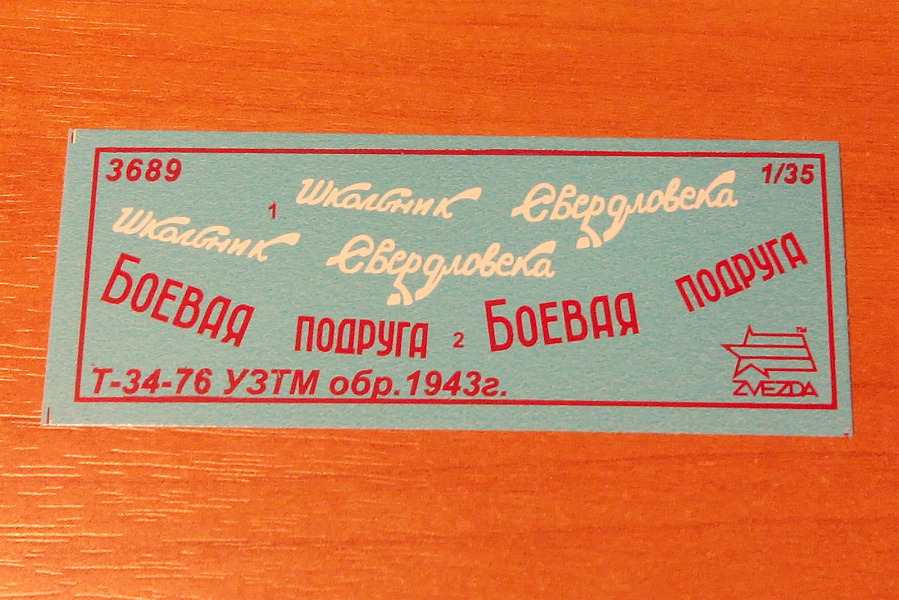 3689
1/35
1
Школьник Свердловска
Школьник Свердловска
Боевая подруга
2
Боевая подруга
Т-34-76 УЗТМ обр.1943г.
ZVEZDA
TM